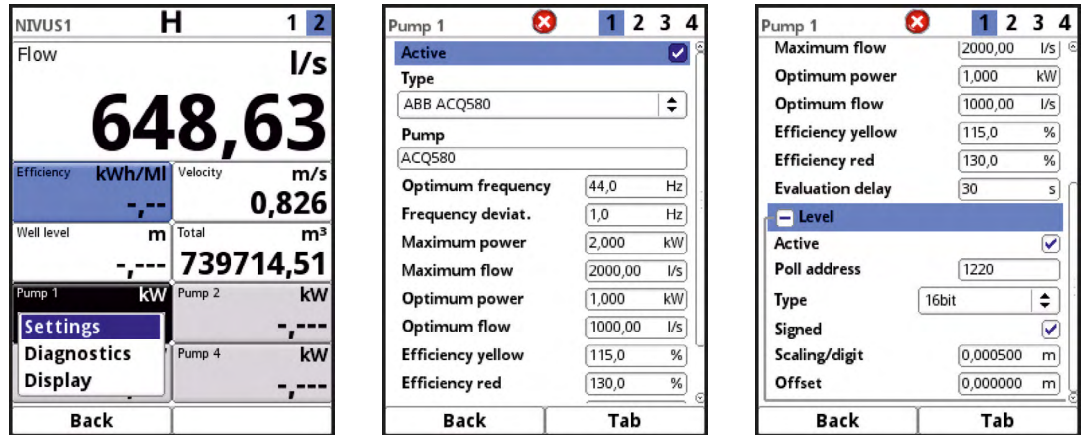 NIVUS1 H 1 2
Flow l/s
648,63
Efficiency kWh/Ml Velocity m/s
-,-- 0,826
Well level m Total m³
-,--- 739714,51
Pump 1 kW Pump 2 kW
Settings -,---
Diagnostics Pump 4 kW
Display -,---
Back
Pump 1 1 2 3 4
Active
Type
ABB ACQ580
Pump
ACQ580
Optimum frequency 44,0 Hz
Frequency deviat. 1,0 Hz
Maximum power 2,000 kW
Maximum flow 2000,00 l/s
Optimum power 1,000 kW
Optimum flow 1000,00 l/s
Efficiency yellow 115,0 %
Efficiency red 130,0 %
Back Tab
Pump 1 1 2 3 4
Maximum flow 2000,00 l/s
Optimum power 1,000 kW
Optimum flow 1000,00 l/s
Efficiency yellow 115,0 %
Efficiency red 130,0 %
Evaluation delay 30 s
Level
Active
Poll address 1220
Type 16bit
Signed
Scaling/digit 0,000500 m
Offset 0,000000 m
Back Tab